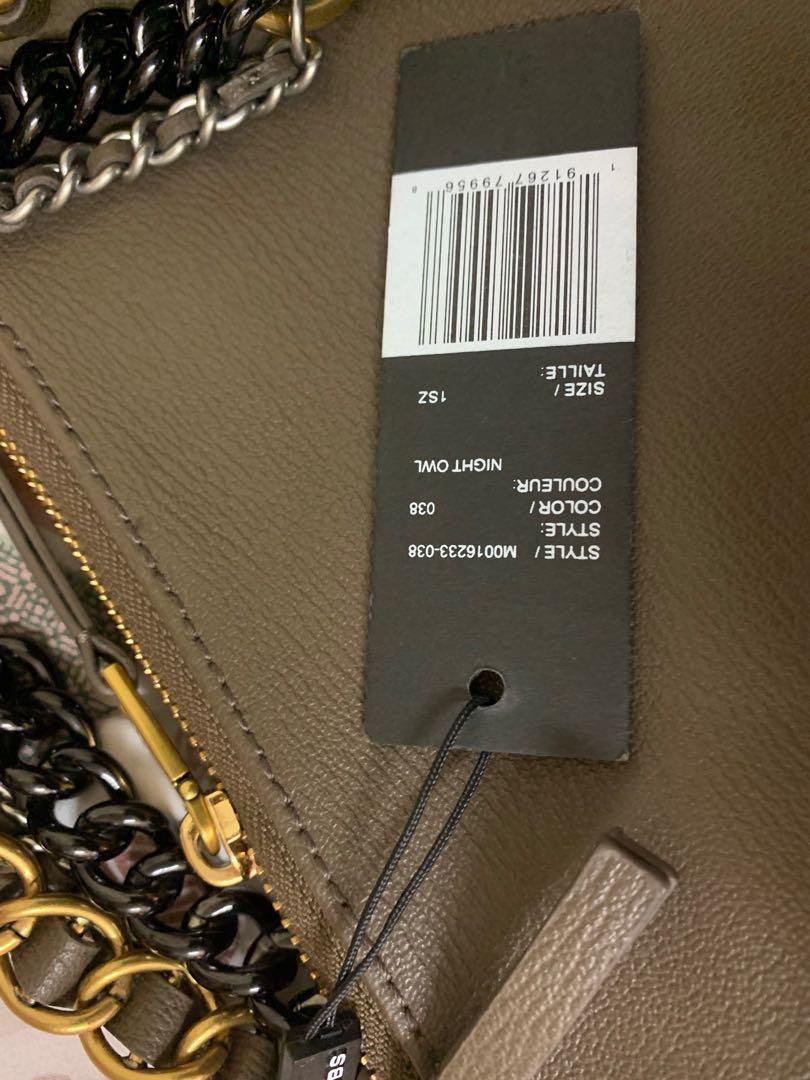 STYLE / M0016233-038
STYLE:
COLOR / 038
COULEUR:
NIGHT OWL
SIZE / 1SZ
TAILLE:
1 91267 79956 8